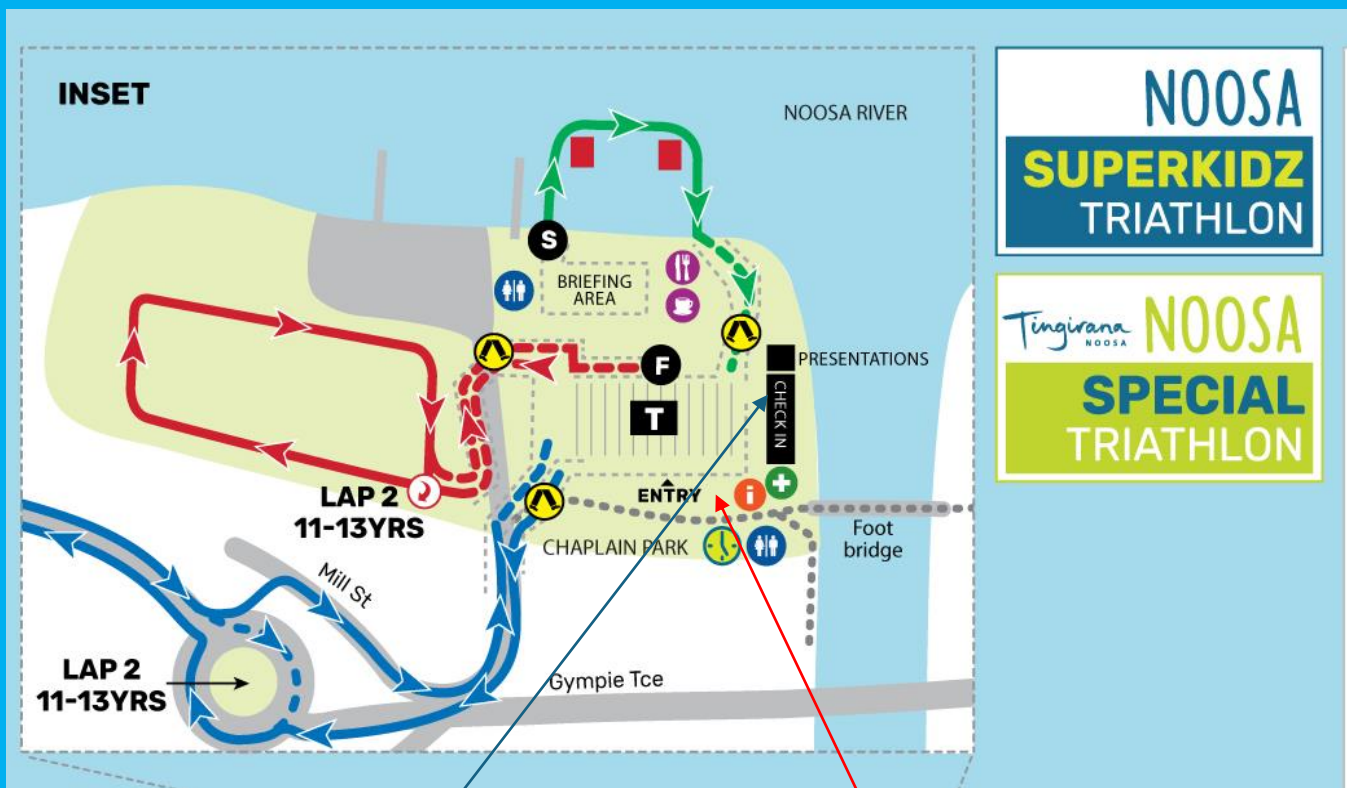 INSET
NOOSA RIVER
NOOSA
SUPERKIDZ
TRIATHLON
S
BRIEFING
AREA
Tingirana
NOOSA
NOOSA
SPECIAL
TRIATHLON
PRESENTATIONS
F
T
CHECK IN
LAP 2
11-13YRS
ENTRY
i
Foot
bridge
CHAPLAIN PARK
Mill St
LAP 2
11-13YRS
Gympie Tce